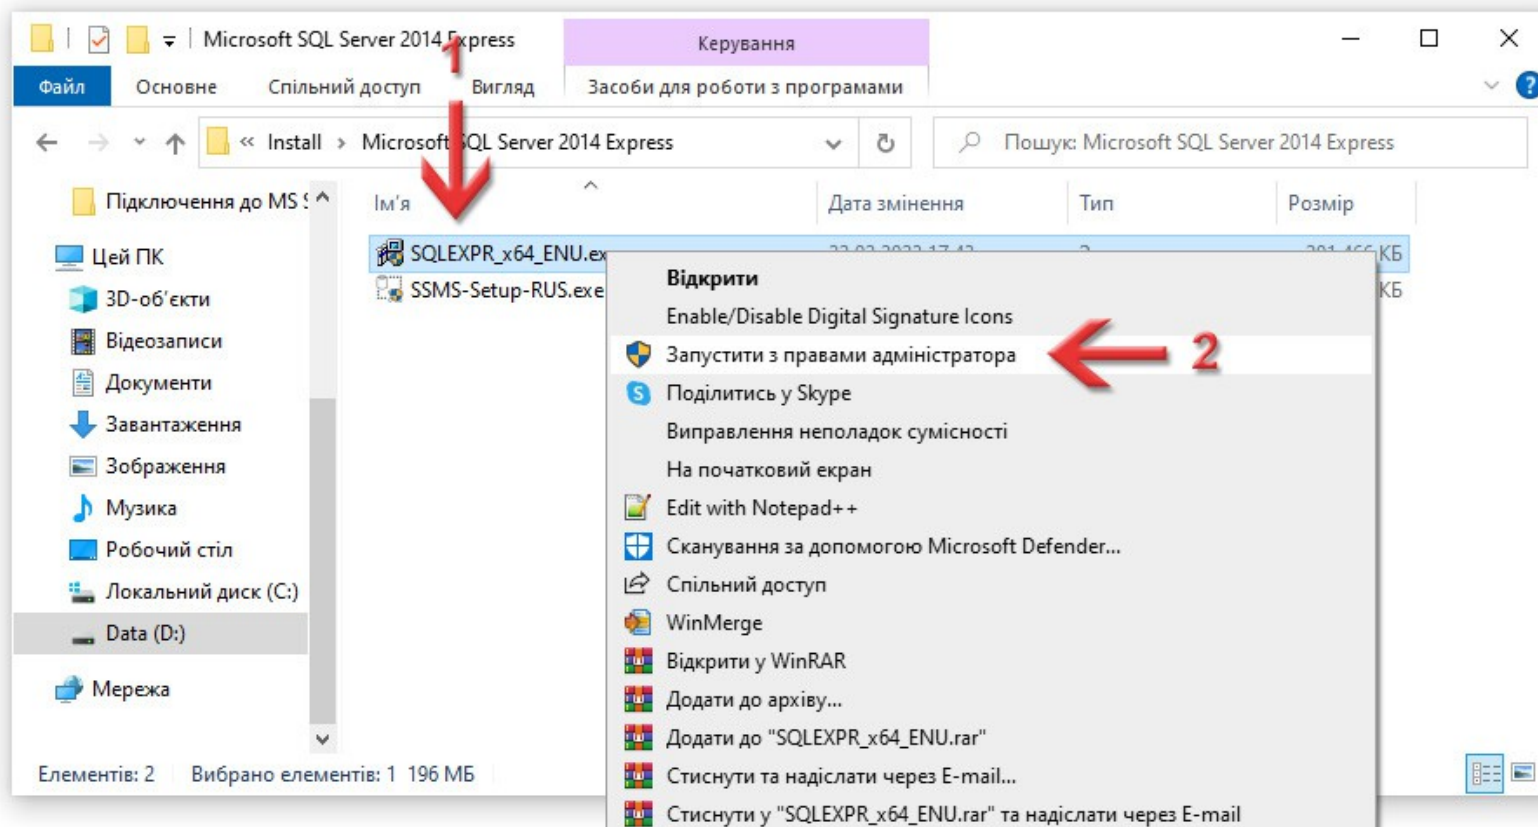 Microsoft SQL Server 2014 Express
Керування
Файл Основне Спільний доступ Вигляд Засоби для роботи з програмами
« Install › Microsoft SQL Server 2014 Express
Пошук: Microsoft SQL Server 2014 Express
1
Підключення до MS
Цей ПК
3D-об'єкти
Відеозаписи
Документи
Завантаження
Зображення
Музика
Робочий стіл
Локальний диск (C:)
Data (D:)
Мережа
Ім'я Дата змінення Тип Розмір
SQLEXPR_x64_ENU.ex КБ
SSMS-Setup-RUS.exe КБ
Відкрити
Enable/Disable Digital Signature Icons
Запустити з правами адміністратора 2
Поділитись у Skype
Виправлення неполадок сумісності
На початковий екран
Edit with Notepad++
Сканування за допомогою Microsoft Defender...
Спільний доступ
WinMerge
Відкрити у WinRAR
Додати до архіву...
Додати до "SQLEXPR_x64_ENU.rar"
Стиснути та надіслати через E-mail...
Стиснути у "SQLEXPR_x64_ENU.rar" та надіслати через E-mail
Елементів: 2 Вибрано елементів: 1 196 МБ